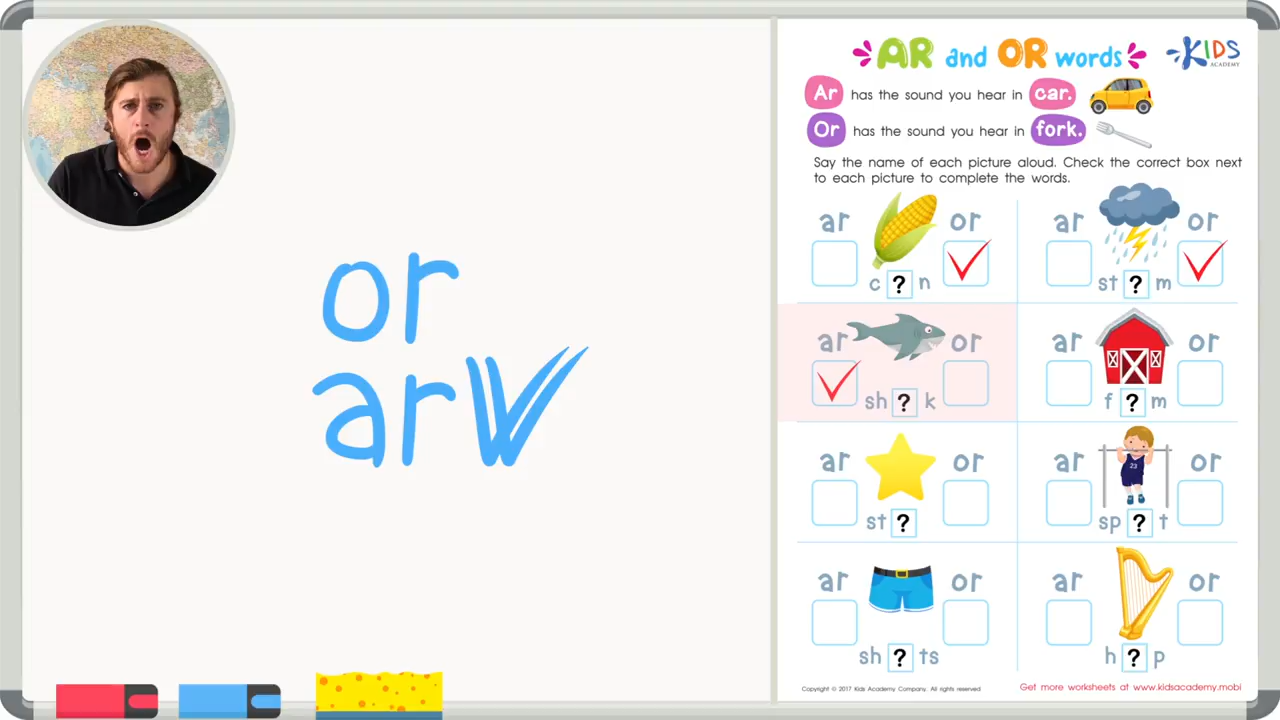 or
ar
AR and OR words
KIDS
ACADEMY
Ar has the sound you hear in car.
Or has the sound you hear in fork.
Say the name of each picture aloud. Check the correct box next
to each picture to complete the words.
ar or
c ? n
ar or
st ? m
ar or
sh ? k
ar or
f ? m
ar or
st ?
ar or
23
sp ? t
ar or
sh ? ts
ar or
h ? p
Copyright © 2017 Kids Academy Company. All rights reserved
Get more worksheets at www.kidsacademy.mobi